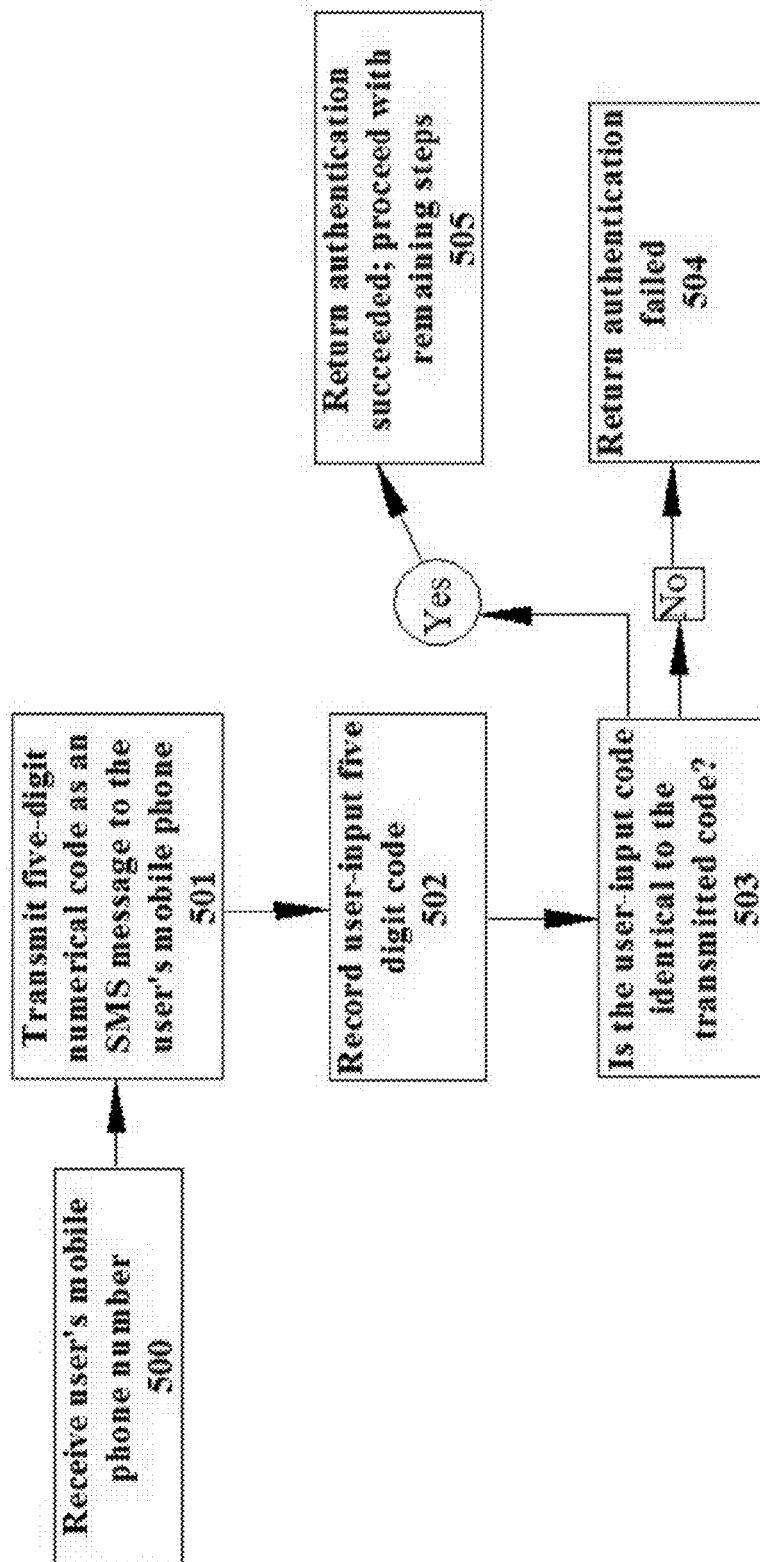 Receive user's mobile
phone number
500
Transmit five-digit
numerical code as an
SMS message to the
user's mobile phone
501
Record user-input five
digit code
502
Is the user-input code
identical to the
transmitted code?
503
Yes
No
Return authentication
succeeded; proceed with
remaining steps
505
Return authentication
failed
504